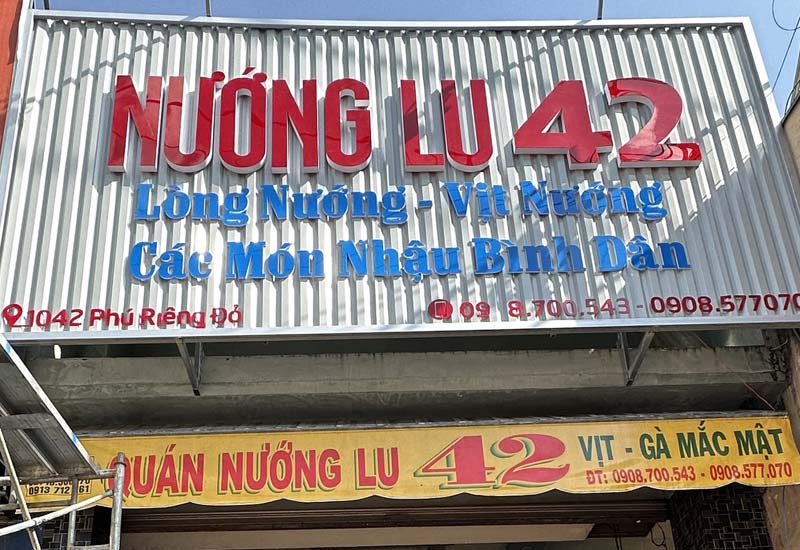 NƯỚNG LU 42
Lòng Nướng - Vịt Nướng
Các Món Nhậu Bình Dân
1042 Phú Riềng Đỏ
09 8.700.543 - 0908.577070
QUÁN NƯỚNG LU 42 VỊT - GÀ MẮC MẬT
ĐT: 0908.700.543 - 0908.577.070